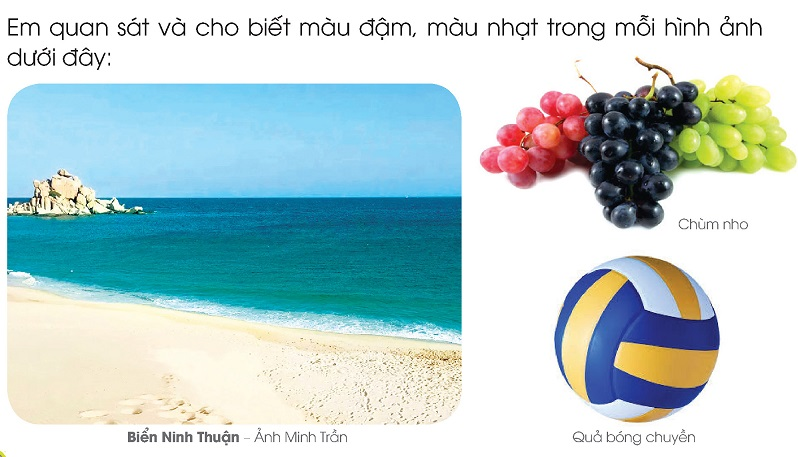 Em quan sát và cho biết màu đậm, màu nhạt trong mỗi hình ảnh
dưới đây:
Chùm nho
Biển Ninh Thuận – Ảnh Minh Trần
Quả bóng chuyền